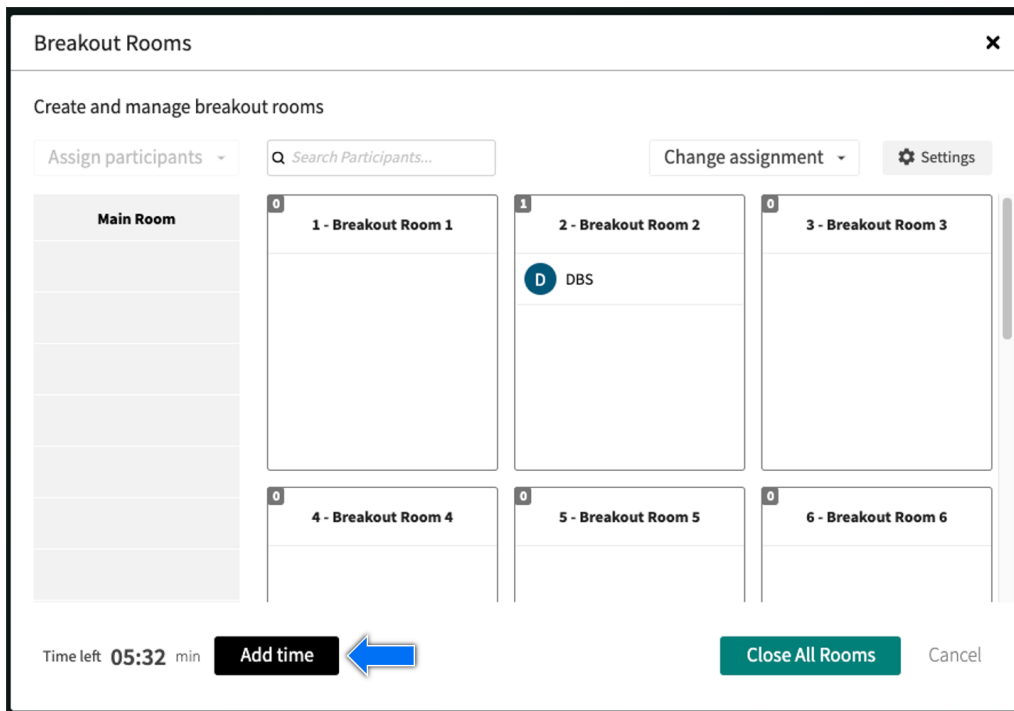 Breakout Rooms
Create and manage breakout rooms
Assign participants
Search Participants...
Change assignment
Settings
Main Room
0
1 - Breakout Room 1
1
2 - Breakout Room 2
D DBS
0
3 - Breakout Room 3
0
4 - Breakout Room 4
0
5 - Breakout Room 5
0
6 - Breakout Room 6
Time left 05:32 min
Add time
Close All Rooms
Cancel